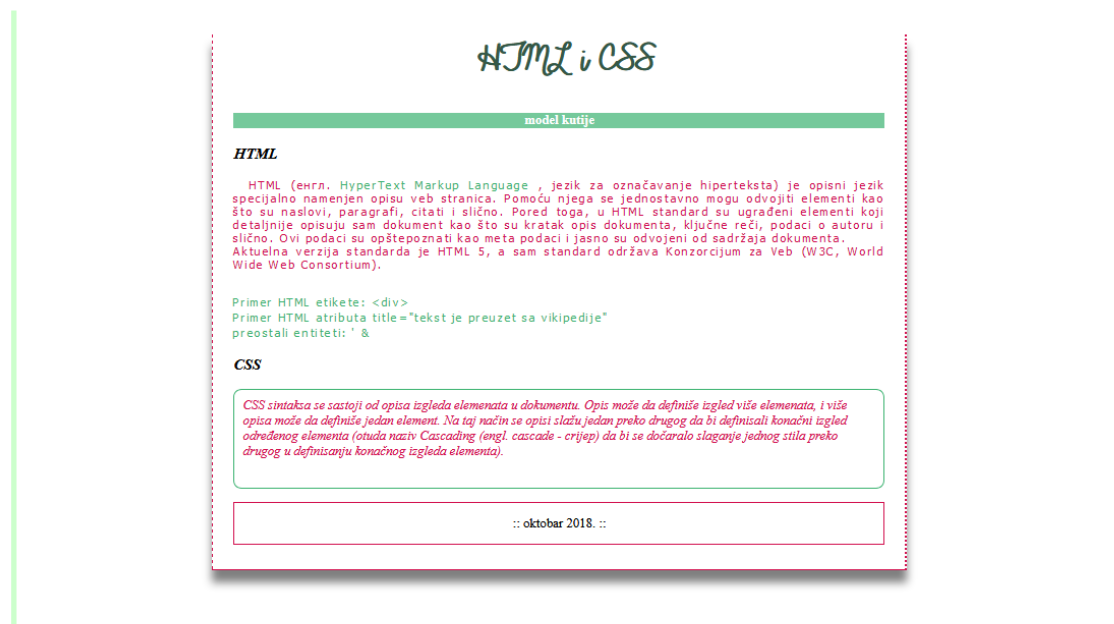 HTML i CSS
model kutije
HTML
HTML (енгл. HyperText Markup Language , jezik za označavanje hiperteksta) je opisni jezik
specijalno namenjen opisu veb stranica. Pomoću njega se jednostavno mogu odvojiti elementi kao
što su naslovi, paragrafi, citati i slično. Pored toga, u HTML standard su ugrađeni elementi koji
detaljnije opisuju sam dokument kao što su kratak opis dokumenta, ključne reči, podaci o autoru i
slično. Ovi podaci su opštepoznati kao meta podaci i jasno su odvojeni od sadržaja dokumenta.
Aktuelna verzija standarda je HTML 5, a sam standard održava Konzorcijum za Veb (W3C, World
Wide Web Consortium).
Primer HTML etikete: <div>
Primer HTML atributa title="tekst je preuzet sa vikipedije"
preostali entiteti: ' &
CSS
CSS sintaksa se sastoji od opisa izgleda elemenata u dokumentu. Opis može da definiše izgled više elemenata, i više
opisa može da definiše jedan element. Na taj način se opisi slažu jedan preko drugog da bi definisali konačni izgled
određenog elementa (otuda naziv Cascading (engl. cascade - crijep) da bi se dočaralo slaganje jednog stila preko
drugog u definisanju konačnog izgleda elementa).
:: oktobar 2018. ::